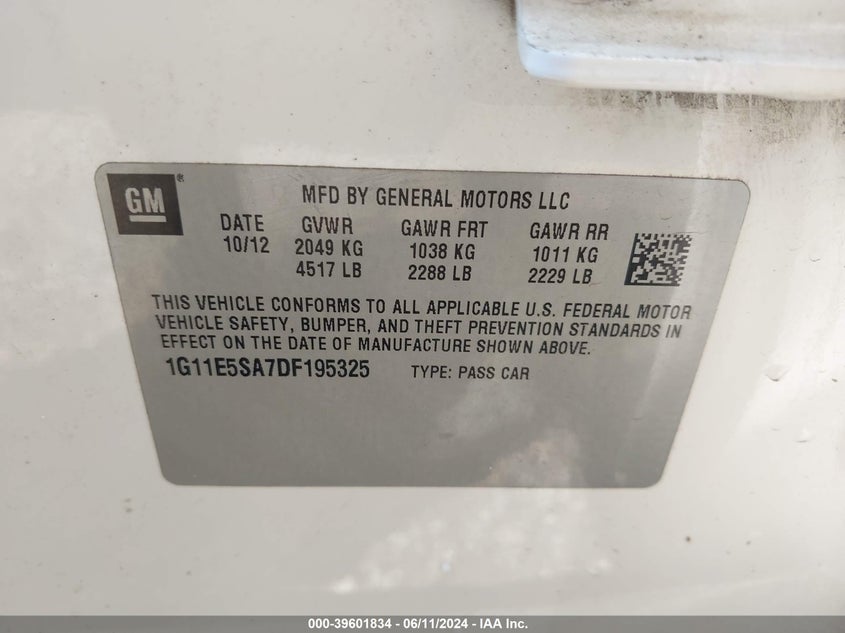 GM®
MFD BY GENERAL MOTORS LLC
DATE GVWR GAWR FRT GAWR RR
10/12 2049 KG 1038 KG 1011 KG
4517 LB 2288 LB 2229 LB
THIS VEHICLE CONFORMS TO ALL APPLICABLE U.S. FEDERAL MOTOR
VEHICLE SAFETY, BUMPER, AND THEFT PREVENTION STANDARDS IN
EFFECT ON THE DATE OF MANUFACTURE SHOWN ABOVE.
1G11E5SA7DF195325 TYPE: PASS CAR
000-39601834 - 06/11/2024 - IAA Inc.